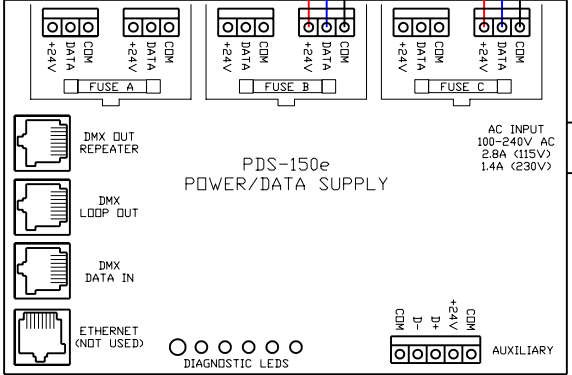 +24V DATA COM +24V DATA COM
+24V DATA COM +24V DATA COM
+24V DATA COM +24V DATA COM
FUSE A
FUSE B
FUSE C
DMX OUT
REPEATER
AC INPUT
100-240V AC
2.8A (115V)
1.4A (230V)
PDS-150e
POWER/DATA SUPPLY
DMX
LOOP OUT
DMX
DATA IN
ETHERNET
(NOT USED)
DIAGNOSTIC LEDS
COM D- D+ +24V COM
AUXILIARY